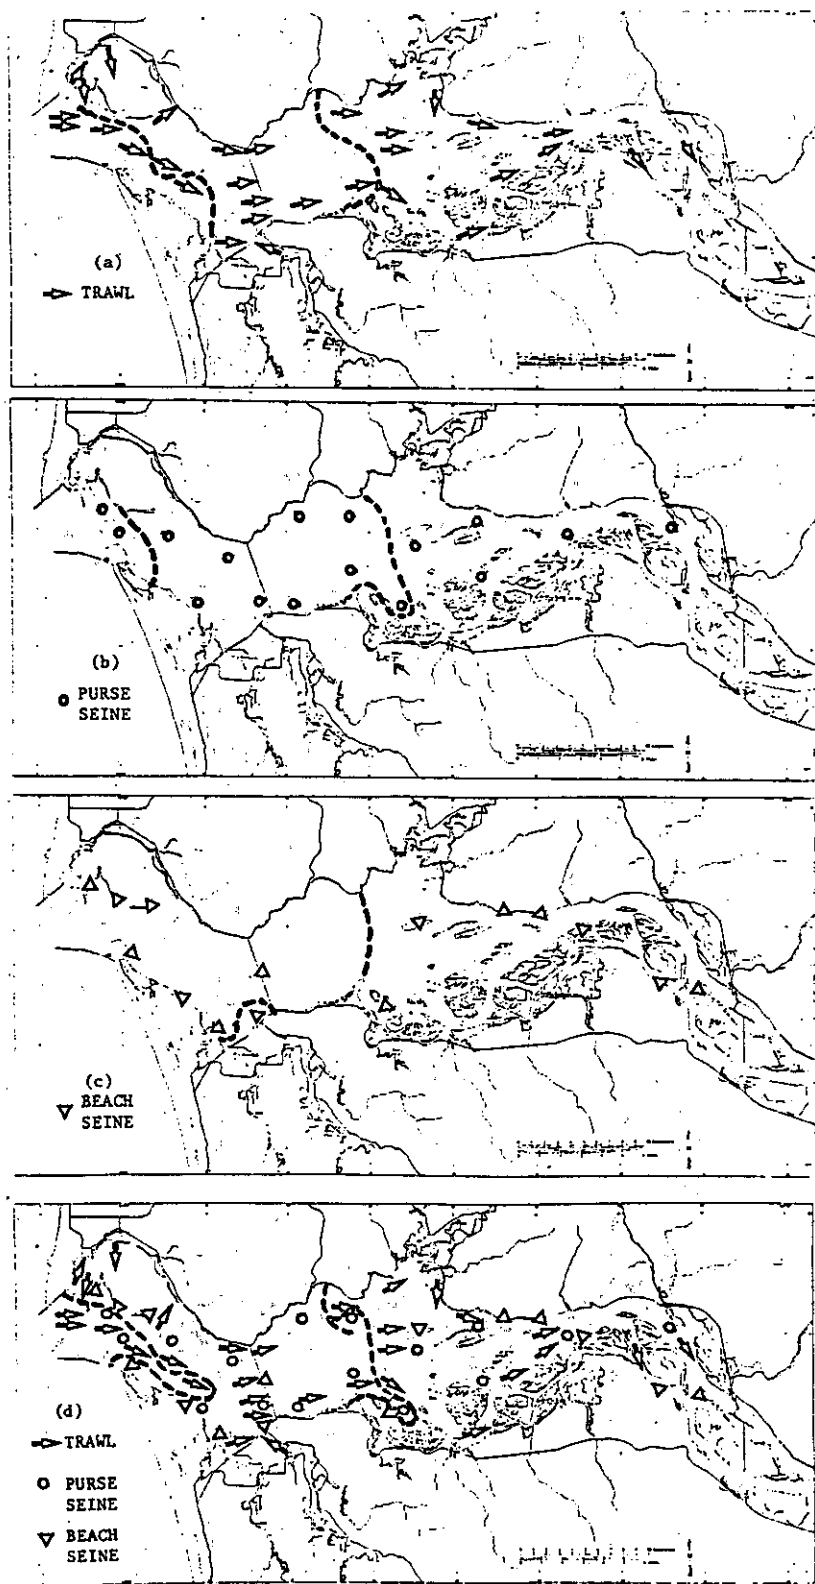 (a)
TRAWL
(b)
PURSE
SEINE
(c)
BEACH
SEINE
(d)
TRAWL
PURSE
SEINE
BEACH
SEINE